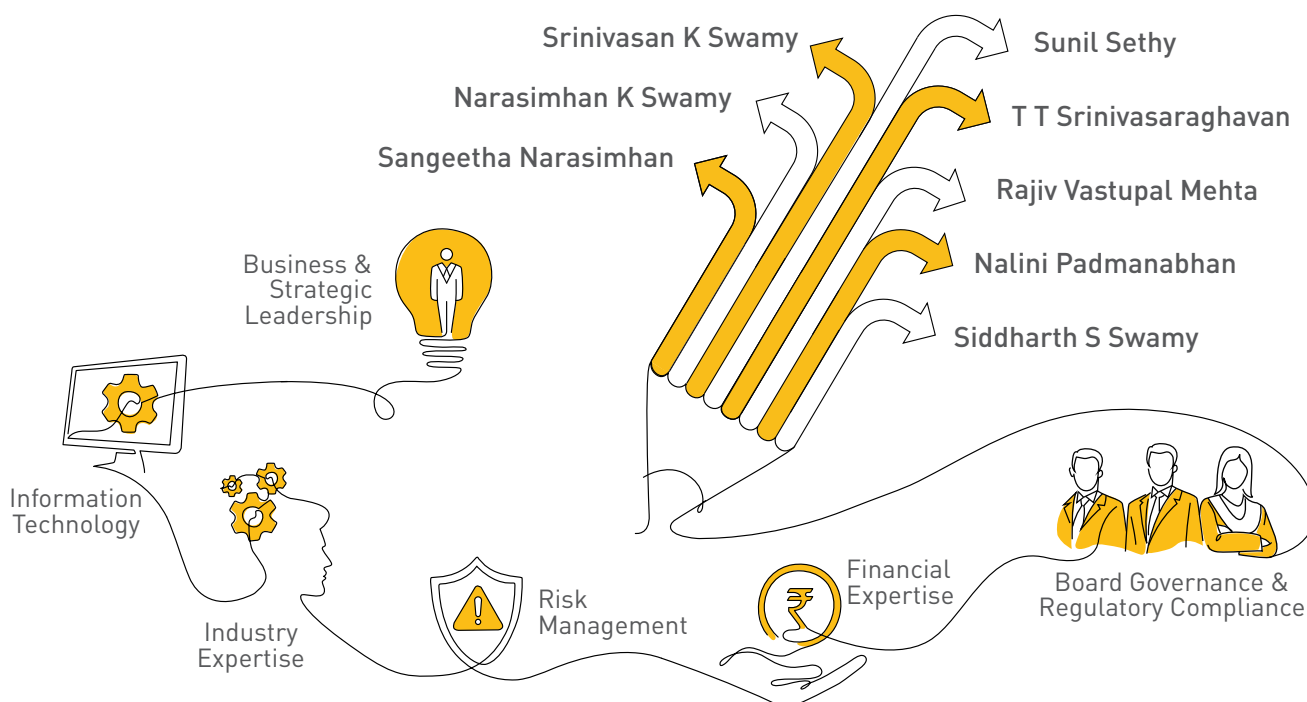 Srinivasan K Swamy
Narasimhan K Swamy
Sangeetha Narasimhan
Sunil Sethy
T T Srinivasaraghavan
Rajiv Vastupal Mehta
Nalini Padmanabhan
Siddharth S Swamy
Business &
Strategic
Leadership
Information
Technology
Industry
Expertise
Risk
Management
₹
Financial
Expertise
Board Governance &
Regulatory Compliance